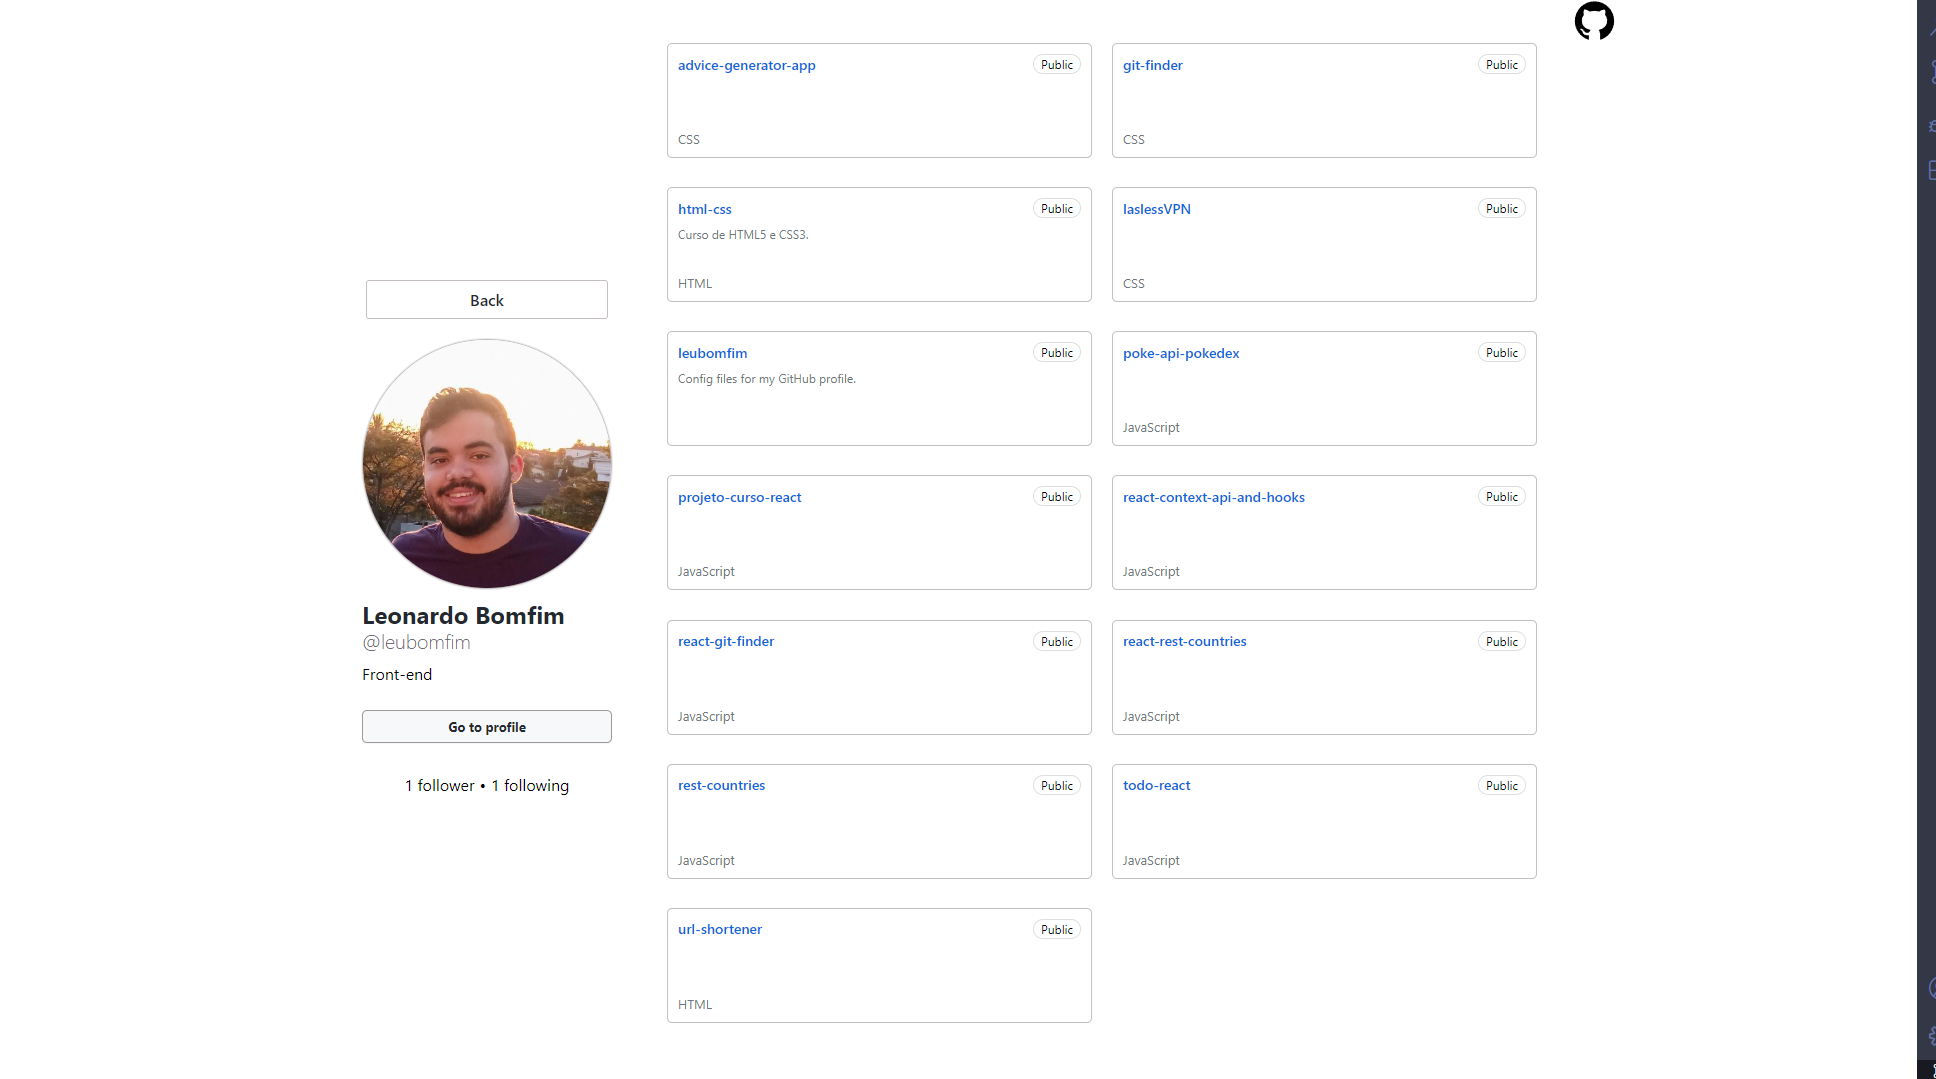 Back
Leonardo Bomfim
@leubomfim
Front-end
Go to profile
1 follower • 1 following
advice-generator-app Public
CSS
git-finder Public
CSS
html-css Public
Curso de HTML5 e CSS3.
HTML
laslessVPN Public
CSS
leubomfim Public
Config files for my GitHub profile.
poke-api-pokedex Public
JavaScript
projeto-curso-react Public
JavaScript
react-context-api-and-hooks Public
JavaScript
react-git-finder Public
JavaScript
react-rest-countries Public
JavaScript
rest-countries Public
JavaScript
todo-react Public
JavaScript
url-shortener Public
HTML